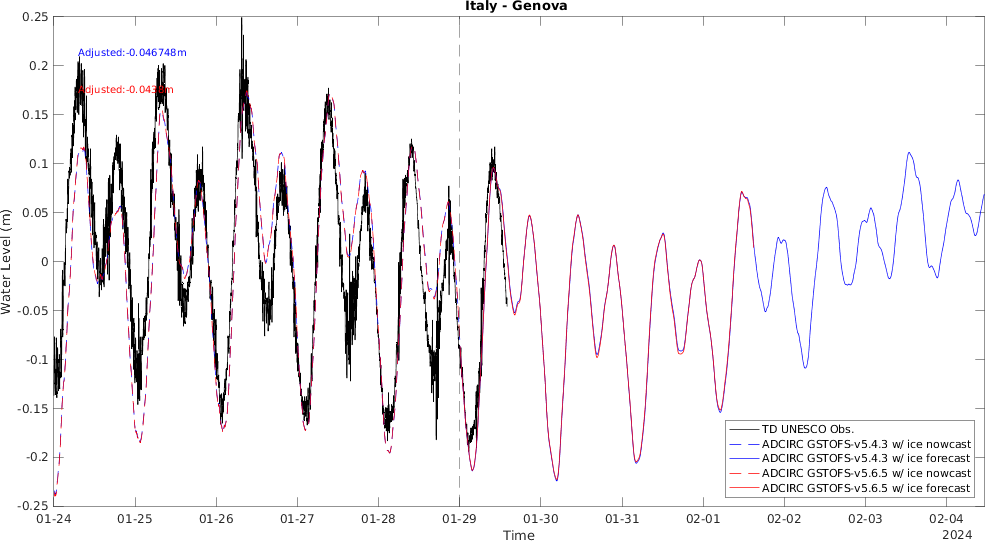 Italy - Genova
0.25
0.2
0.15
0.1
0.05
0
-0.05
-0.1
-0.15
-0.2
-0.25
Water Level (m)
Adjusted:-0.046748m
TD UNESCO Obs.
ADCIRC GSTOFS-v5.4.3 w/ ice nowcast
ADCIRC GSTOFS-v5.4.3 w/ ice forecast
ADCIRC GSTOFS-v5.6.5 w/ ice nowcast
ADCIRC GSTOFS-v5.6.5 w/ ice forecast
01-24 01-25 01-26 01-27 01-28 01-29 01-30 01-31 02-01 02-02 02-03 02-04
Time
2024